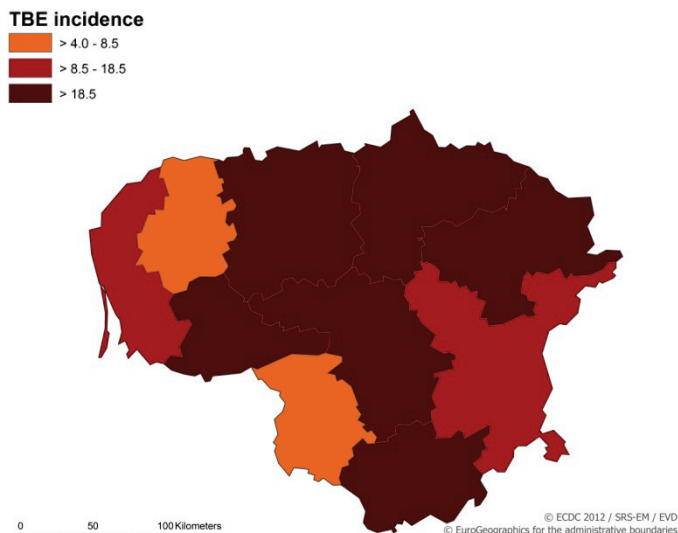 TBE incidence
> 4.0 - 8.5
> 8.5 - 18.5
> 18.5
0 50 100 Kilometers
© ECDC 2012 / SRS-EM / EVD
© EuroGeographics for the administrative boundaries